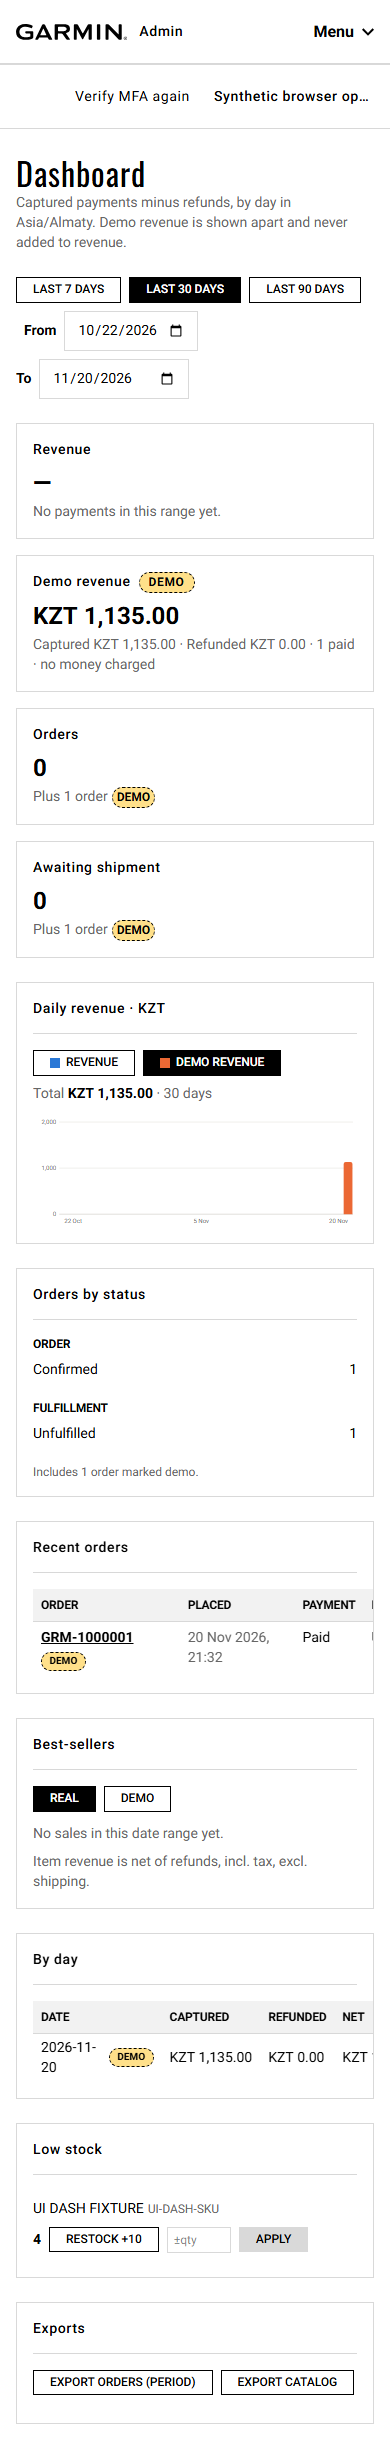 GARMIN. Admin Menu
Verify MFA again Synthetic browser op…
Dashboard
Captured payments minus refunds, by day in
Asia/Almaty. Demo revenue is shown apart and never
added to revenue.
LAST 7 DAYS LAST 30 DAYS LAST 90 DAYS
From 10/22/2026
To 11/20/2026
Revenue
—
No payments in this range yet.
Demo revenue DEMO
KZT 1,135.00
Captured KZT 1,135.00 · Refunded KZT 0.00 · 1 paid
· no money charged
Orders
0
Plus 1 order DEMO
Awaiting shipment
0
Plus 1 order DEMO
Daily revenue · KZT
REVENUE DEMO REVENUE
Total KZT 1,135.00 · 30 days
2,000
1,000
0
22 Oct 5 Nov 20 Nov
Orders by status
ORDER
Confirmed 1
FULFILLMENT
Unfulfilled 1
Includes 1 order marked demo.
Recent orders
ORDER PLACED PAYMENT
GRM-1000001 20 Nov 2026, Paid
DEMO 21:32
Best-sellers
REAL DEMO
No sales in this date range yet.
Item revenue is net of refunds, incl. tax, excl.
shipping.
By day
DATE CAPTURED REFUNDED NET
2026-11- DEMO KZT 1,135.00 KZT 0.00 KZT
20
Low stock
UI DASH FIXTURE UI-DASH-SKU
4 RESTOCK +10 ±qty APPLY
Exports
EXPORT ORDERS (PERIOD) EXPORT CATALOG